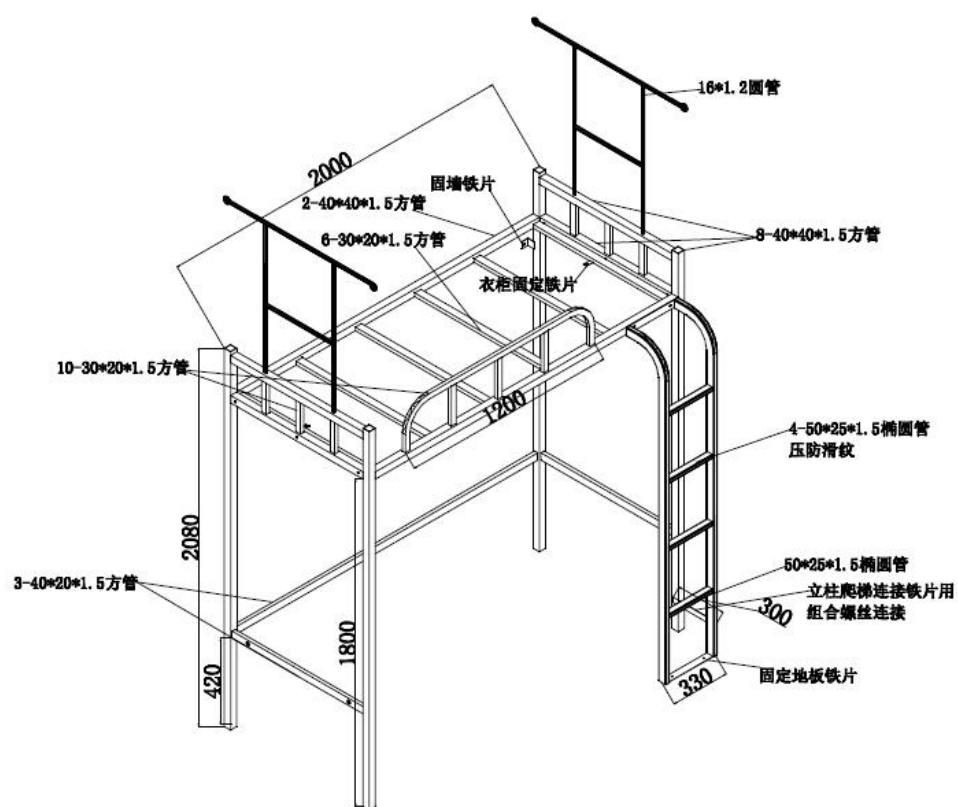 16*1.2圆管
2000
固墙铁片
2-40*40*1.5方管
6-30*20*1.5方管
8-40*40*1.5方管
衣柜固定铁片
10-30*20*1.5方管
1200
4-50*25*1.5椭圆管
压防滑纹
2080
50*25*1.5椭圆管
3-40*20*1.5方管
立柱爬梯连接铁片用
组合螺丝连接
300
1800
420
330
固定地板铁片